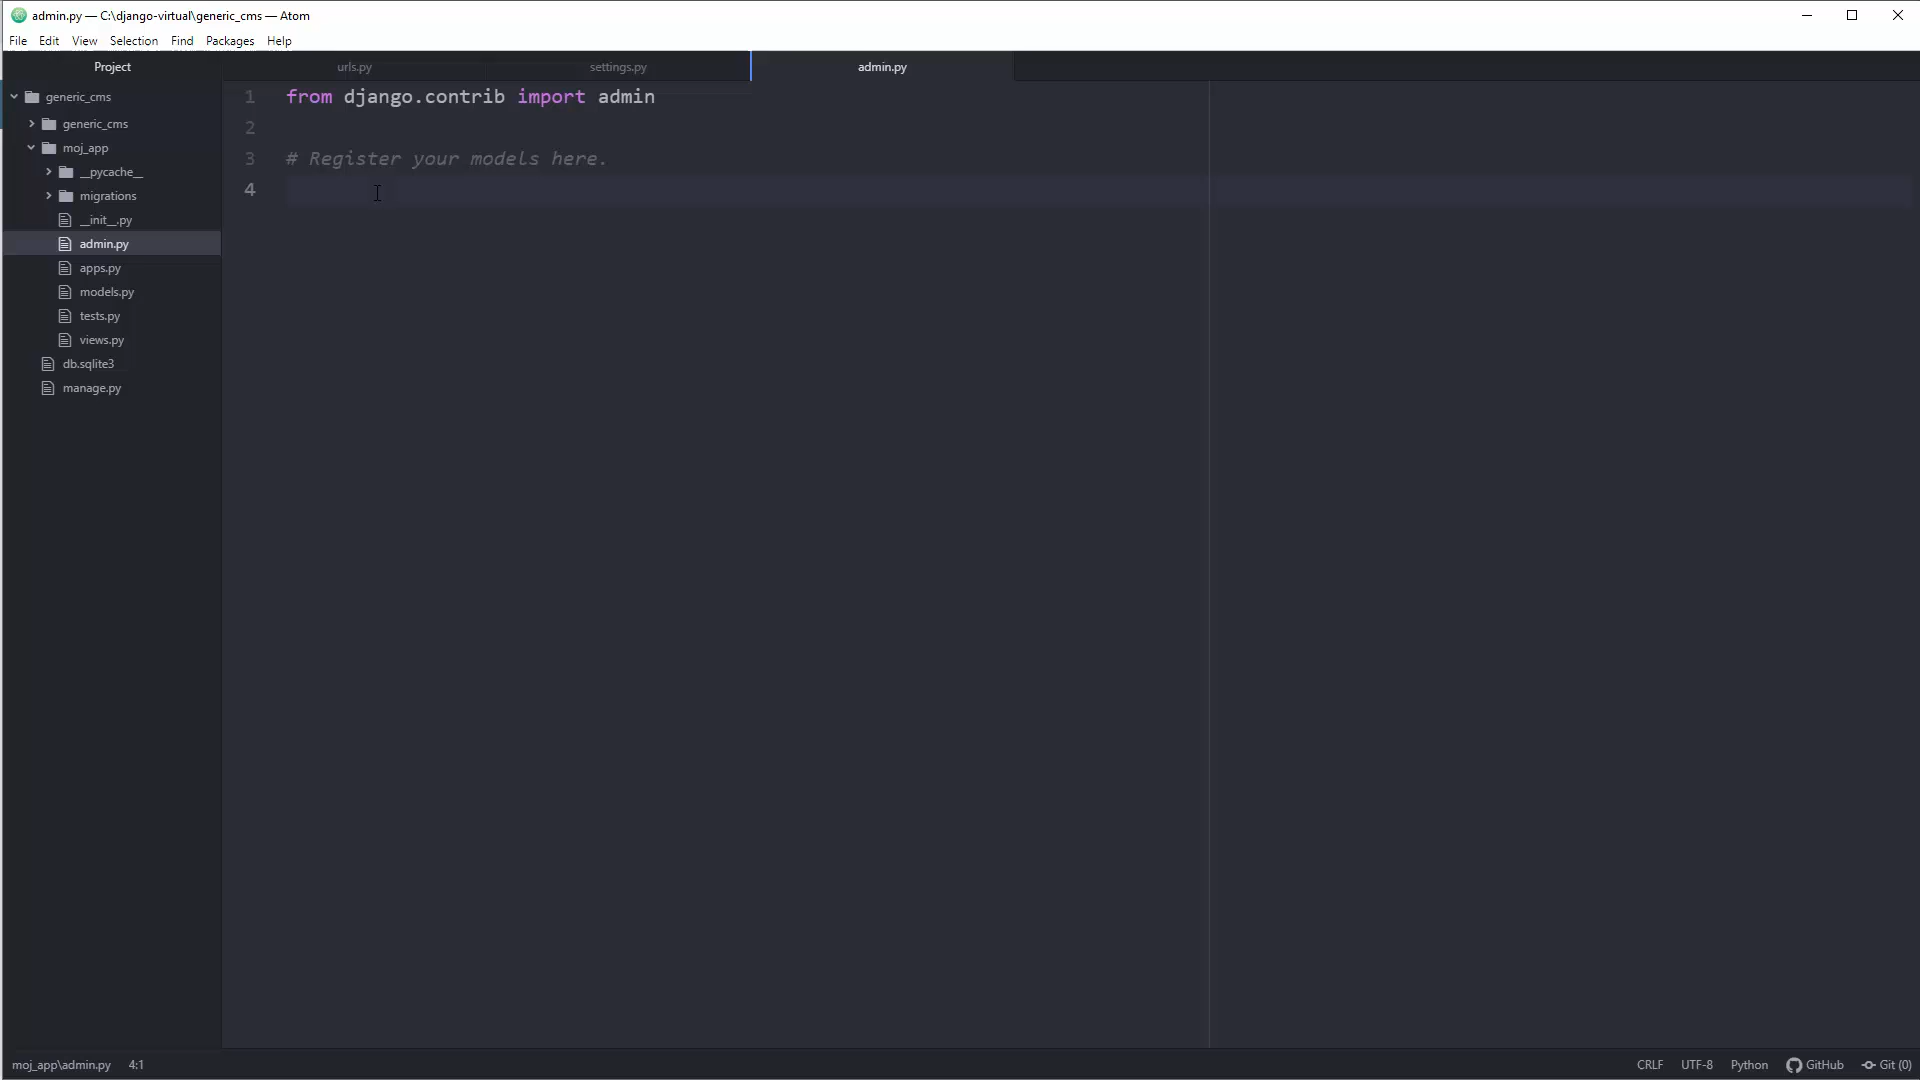 admin.py — C:\django-virtual\generic_cms — Atom
File Edit View Selection Find Packages Help
Project
urls.py
settings.py
admin.py
generic_cms
generic_cms
moj_app
__pycache__
migrations
__init__.py
admin.py
apps.py
models.py
tests.py
views.py
db.sqlite3
manage.py
1 from django.contrib import admin
2
3 # Register your models here.
4
moj_app\admin.py 4:1
CRLF UTF-8 Python GitHub Git (0)